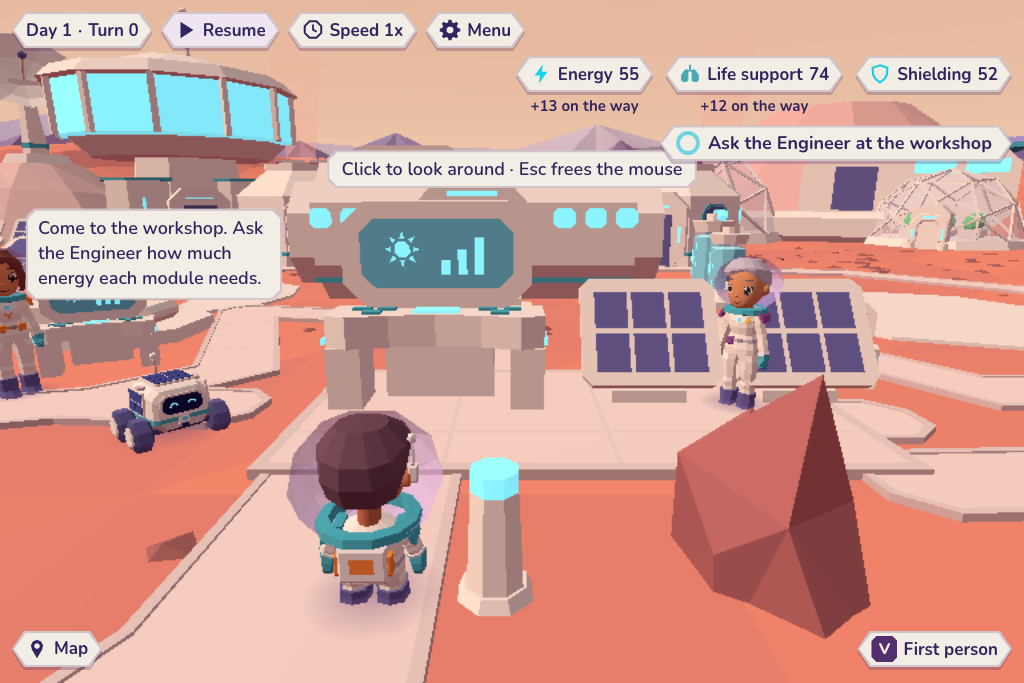 Day 1 · Turn 0
Resume
Speed 1x
Menu
Energy 55
Life support 74
Shielding 52
+13 on the way
+12 on the way
Ask the Engineer at the workshop
Click to look around · Esc frees the mouse
Come to the workshop. Ask
the Engineer how much
energy each module needs.
Map
V First person